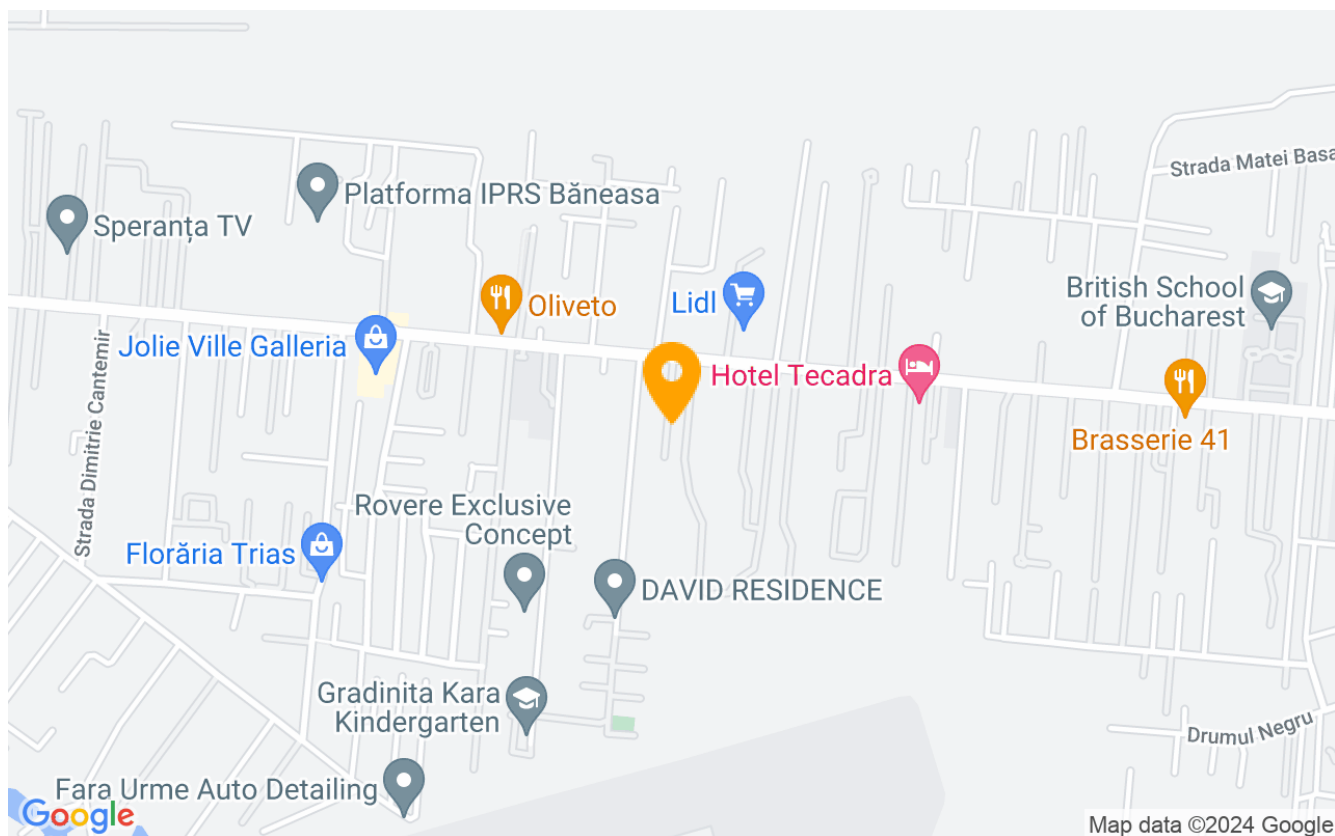 Strada Matei Basa
Platforma IPRS Băneasa
Speranța TV
British School
of Bucharest
Oliveto
Lidl
Jolie Ville Galleria
Hotel Tecadra
Strada Dimitrie Cantemir
Brasserie 41
Rovere Exclusive
Concept
Florăria Trias
DAVID RESIDENCE
Gradinita Kara
Kindergarten
Drumul Negru
Fara Urme Auto Detailing
Google
Map data ©2024 Google